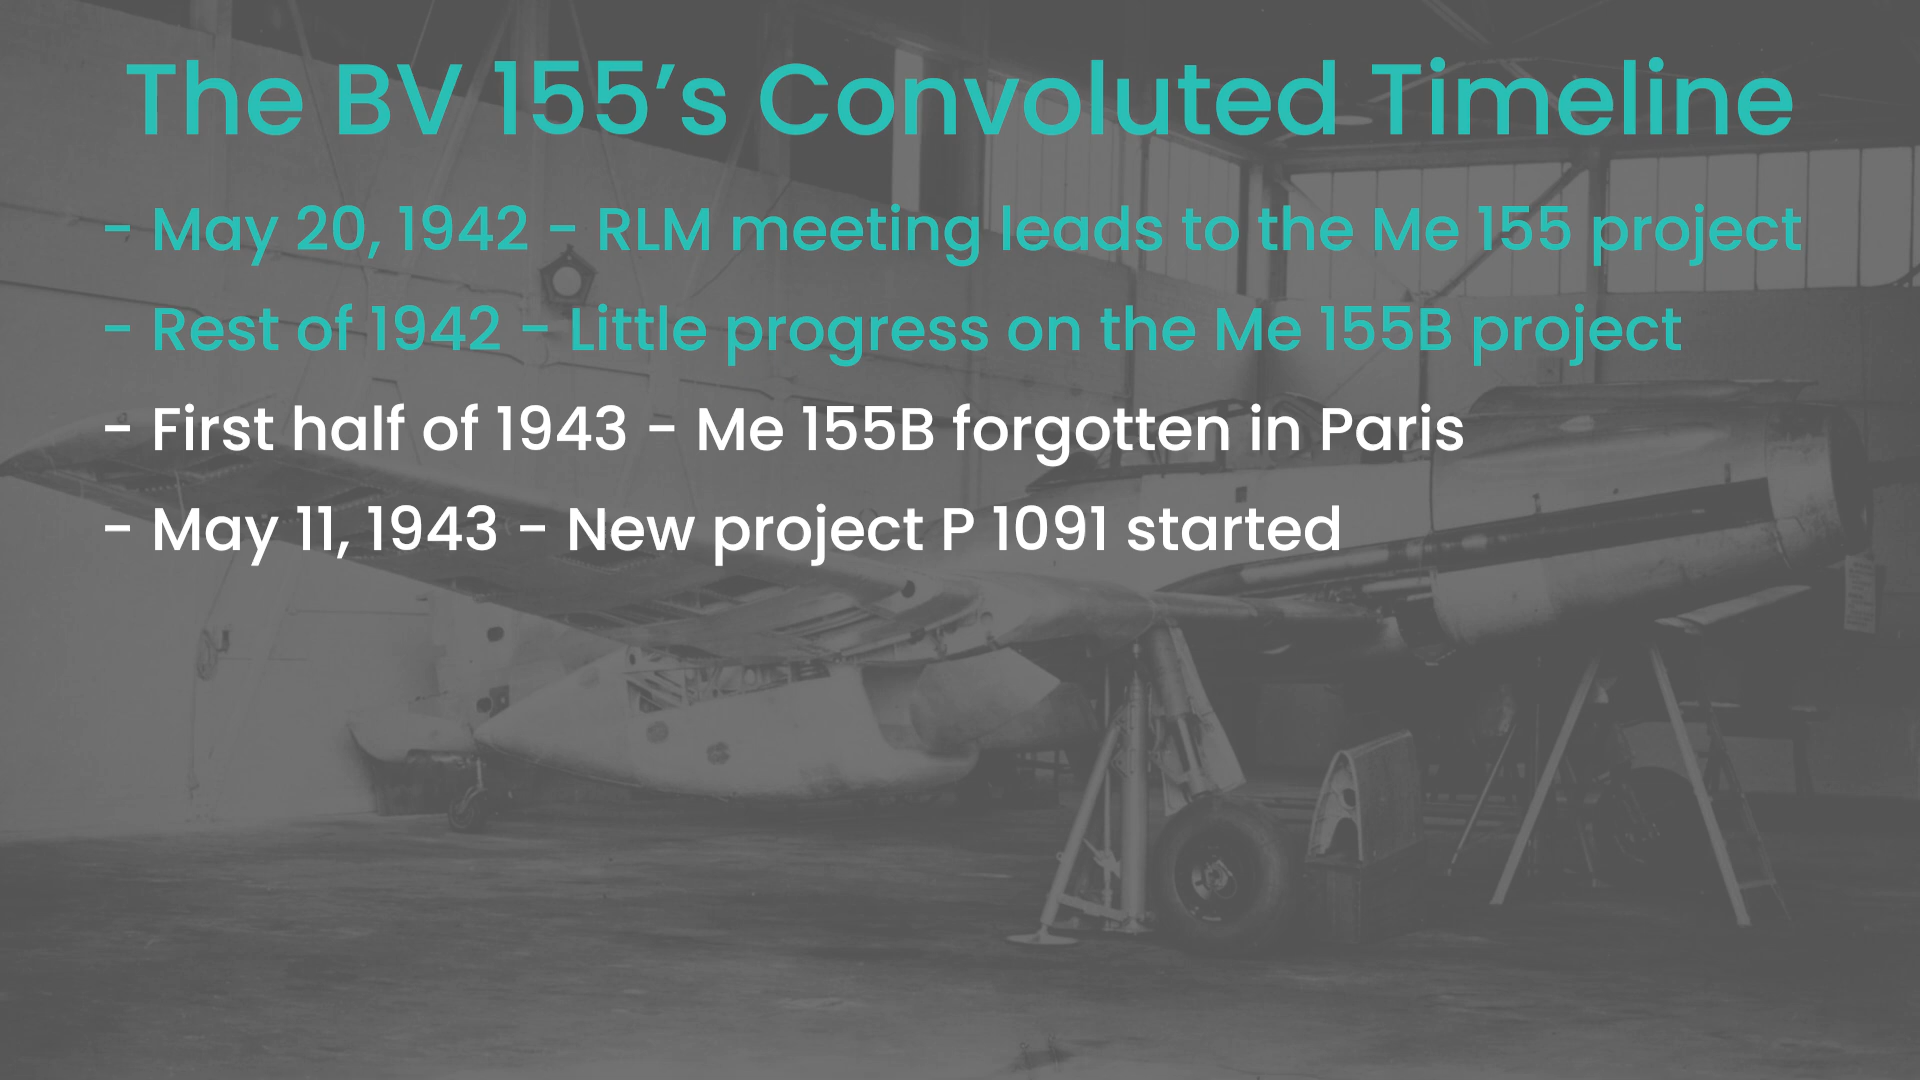 The BV 155’s Convoluted Timeline
- May 20, 1942 - RLM meeting leads to the Me 155 project
- Rest of 1942 - Little progress on the Me 155B project
- First half of 1943 - Me 155B forgotten in Paris
- May 11, 1943 - New project P 1091 started